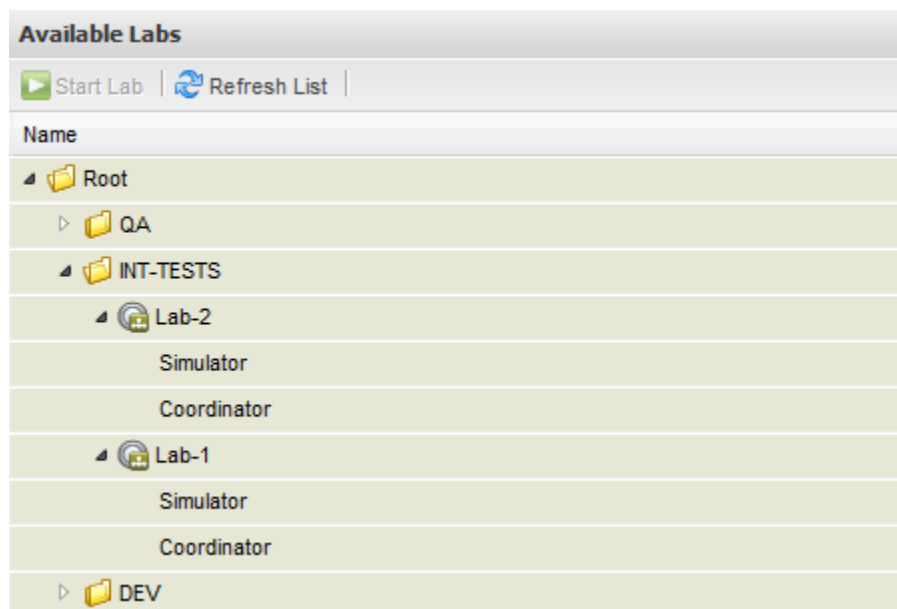 Available Labs
Start Lab Refresh List
Name
Root
QA
INT-TESTS
Lab-2
Simulator
Coordinator
Lab-1
Simulator
Coordinator
DEV